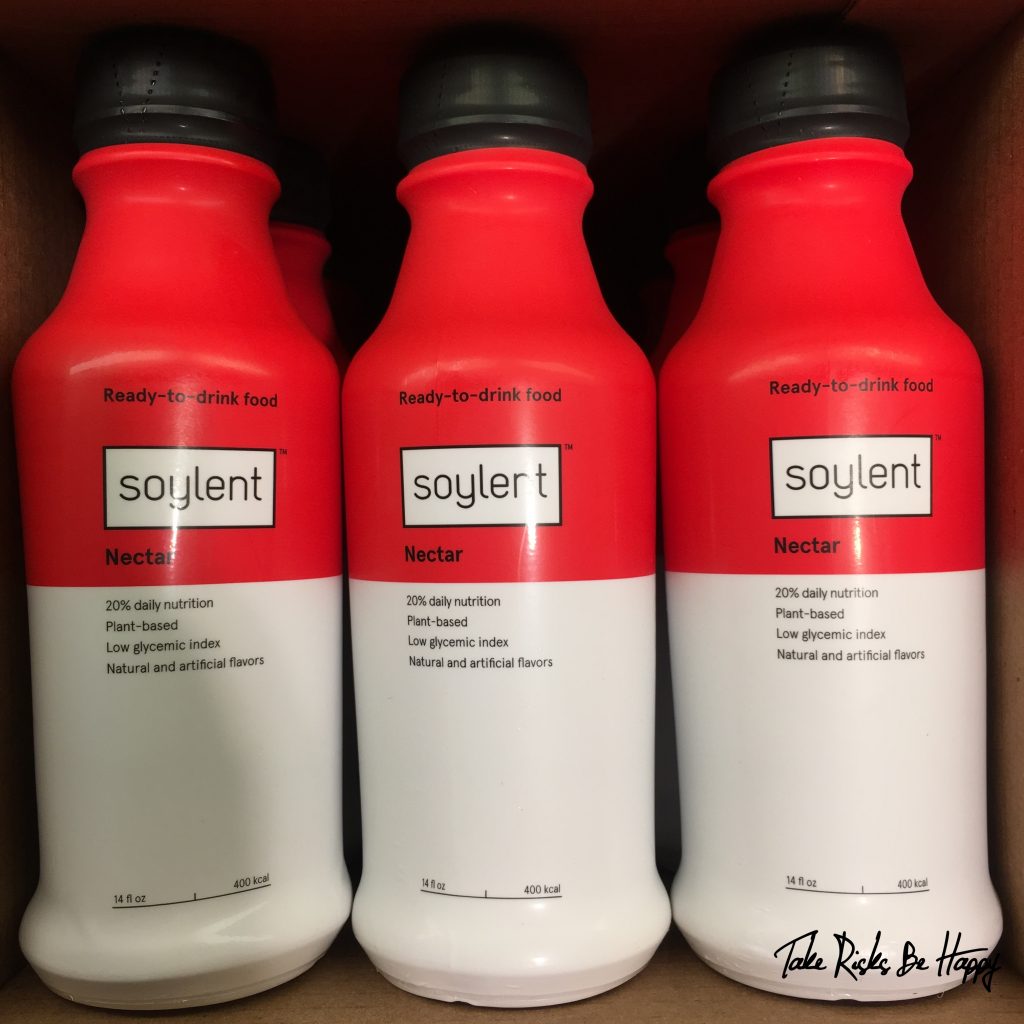 Ready-to-drink food
soylent™
Nectar
20% daily nutrition
Plant-based
Low glycemic index
Natural and artificial flavors
14 fl oz 400 kcal
Ready-to-drink food
soylent™
Nectar
20% daily nutrition
Plant-based
Low glycemic index
Natural and artificial flavors
14 fl oz 400 kcal
Ready-to-drink food
soylent™
Nectar
20% daily nutrition
Plant-based
Low glycemic index
Natural and artificial flavors
14 fl oz 400 kcal
Take Risks Be Happy